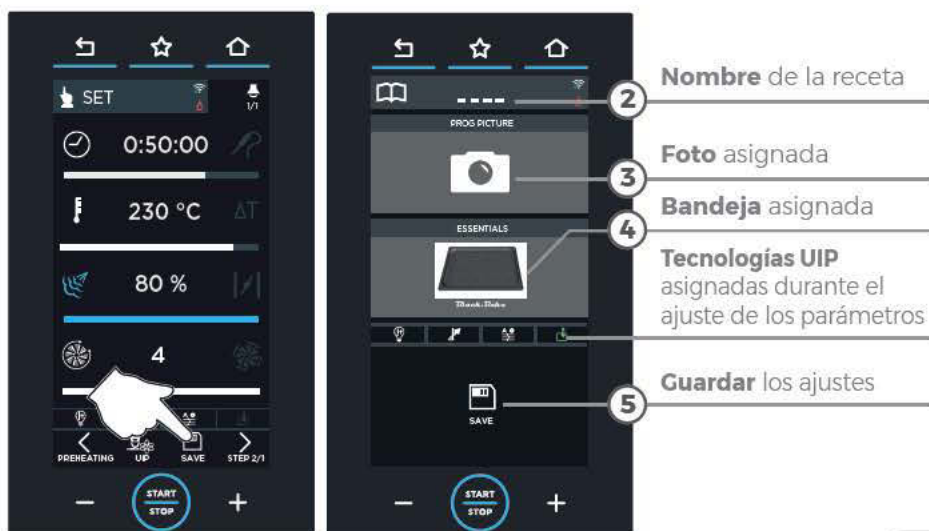 SET
1/1
0:50:00
230 °C
ΔT
80 %
4
PREHEATING
UIP
SAVE
STEP 2/1
START
STOP
PROG PICTURE
ESSENTIALS
Black.Bake
SAVE
START
STOP
2
Nombre de la receta
3
Foto asignada
4
Bandeja asignada
Tecnologías UIP
asignadas durante el
ajuste de los parámetros
5
Guardar los ajustes